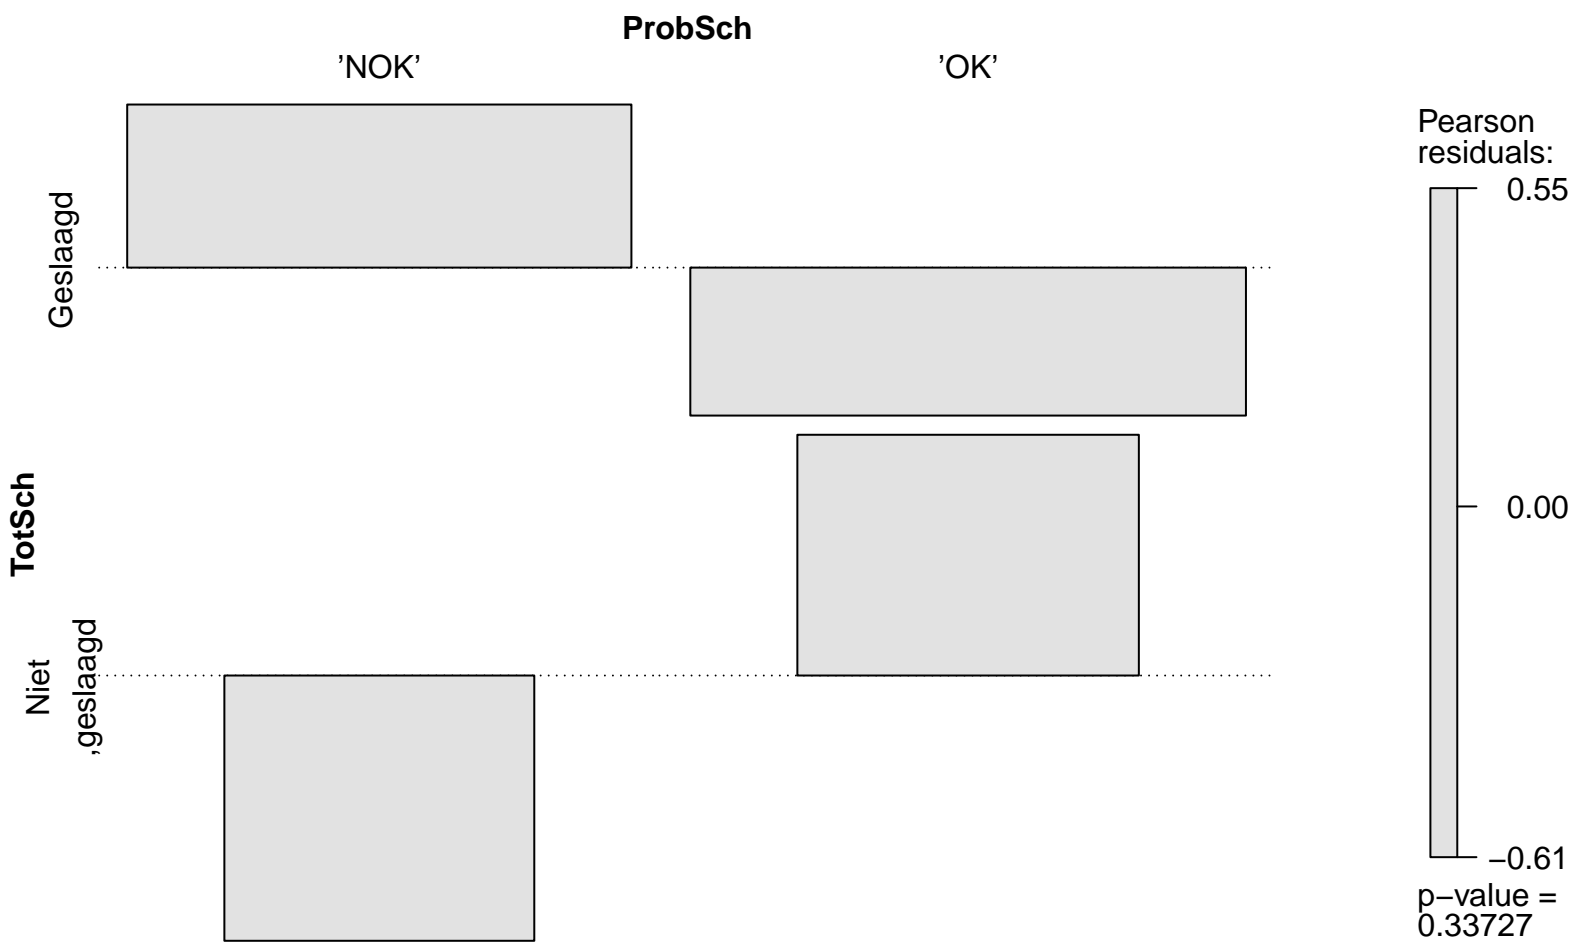 ProbSch
’NOK’ ’OK’
TotSch
Geslaagd
Niet
‚geslaagd
Pearson
residuals:
0.55
0.00
−0.61
p−value =
0.33727